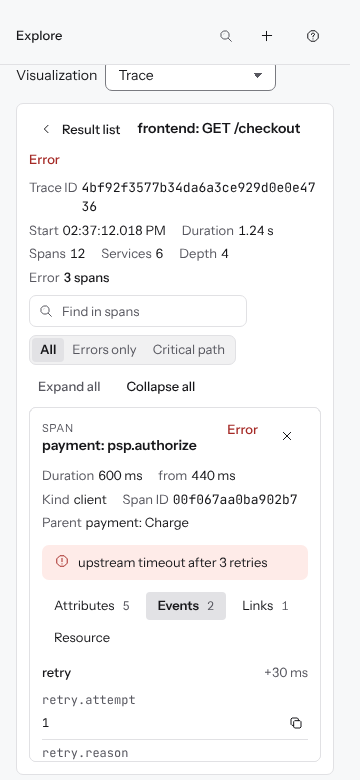 Explore
Visualization Trace
Result list frontend: GET /checkout
Error
Trace ID 4bf92f3577b34da6a3ce929d0e0e47
36
Start 02:37:12.018 PM Duration 1.24 s
Spans 12 Services 6 Depth 4
Error 3 spans
Find in spans
All Errors only Critical path
Expand all Collapse all
SPAN
Error
payment: psp.authorize
Duration 600 ms from 440 ms
Kind client Span ID 00f067aa0ba902b7
Parent payment: Charge
upstream timeout after 3 retries
Attributes 5 Events 2 Links 1
Resource
retry +30 ms
retry.attempt
1
retry.reason